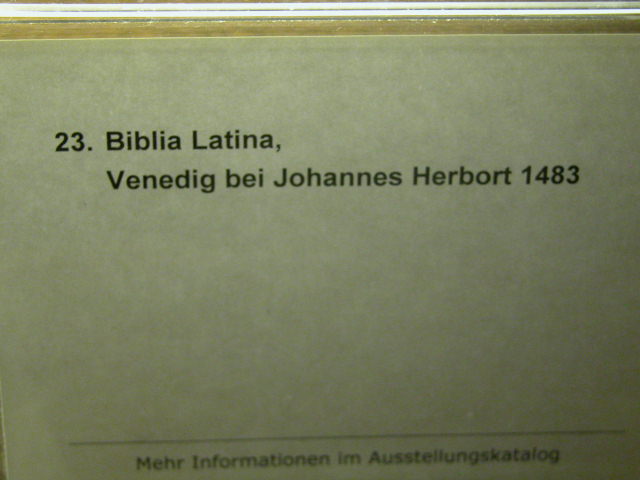 23. Biblia Latina,
Venedig bei Johannes Herbort 1483
Mehr Informationen im Ausstellungskatalog